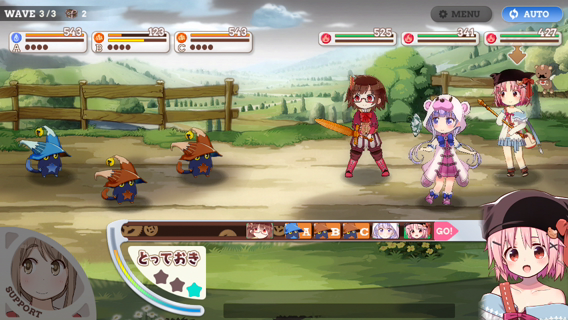 WAVE 3/3 2
MENU
AUTO
543
A
123
B
543
C
525
341
427
A
B
C
GO!
とっておき
SUPPORT